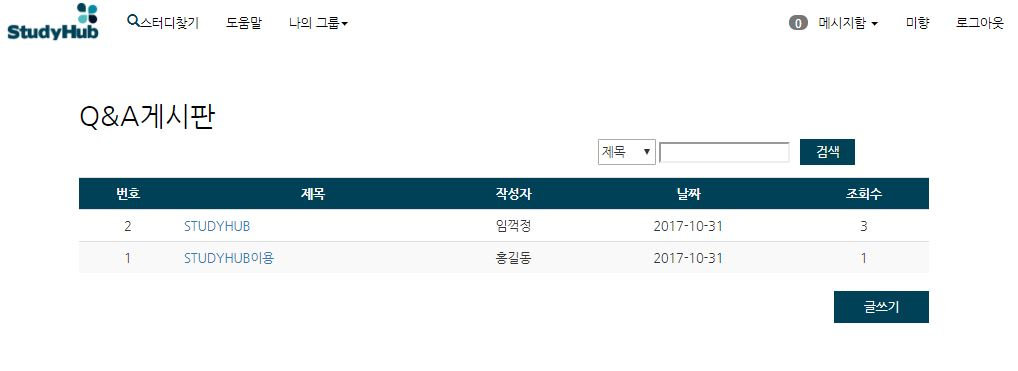 StudyHub 스터디찾기 도움말 나의 그룹 0 메시지함 미향 로그아웃
Q&A게시판
제목 검색
번호 제목 작성자 날짜 조회수
2 STUDYHUB 임꺽정 2017-10-31 3
1 STUDYHUB이용 홍길동 2017-10-31 1
글쓰기